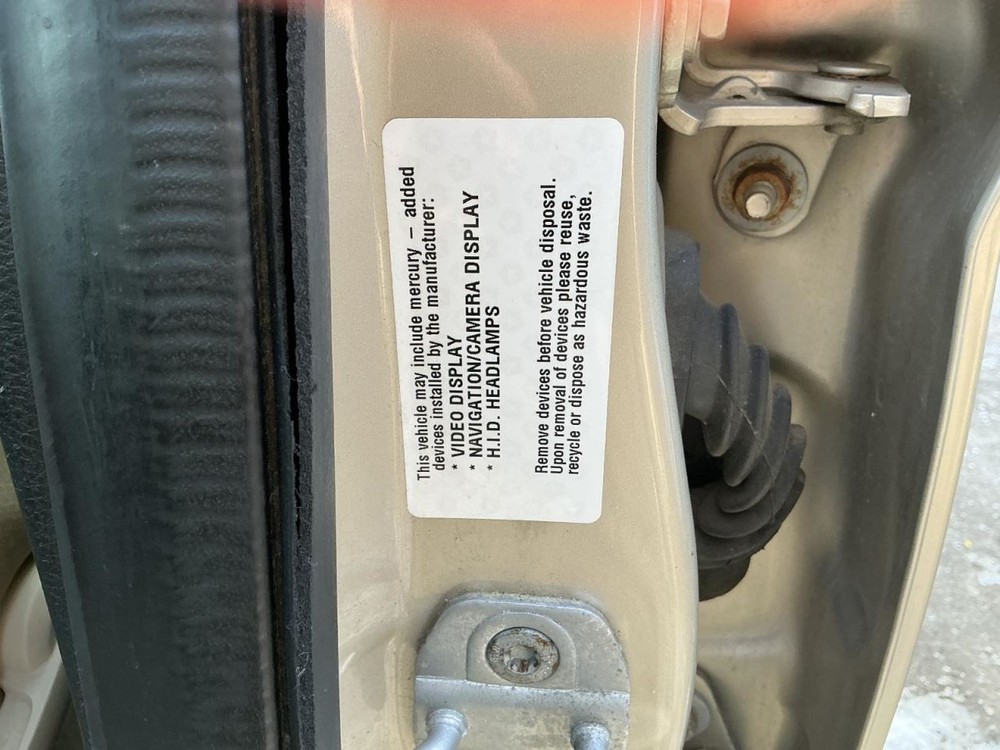 This vehicle may include mercury – added
devices installed by the manufacturer:
* VIDEO DISPLAY
* NAVIGATION/CAMERA DISPLAY
* H.I.D. HEADLAMPS
Remove devices before vehicle disposal.
Upon removal of devices please reuse,
recycle or dispose as hazardous waste.